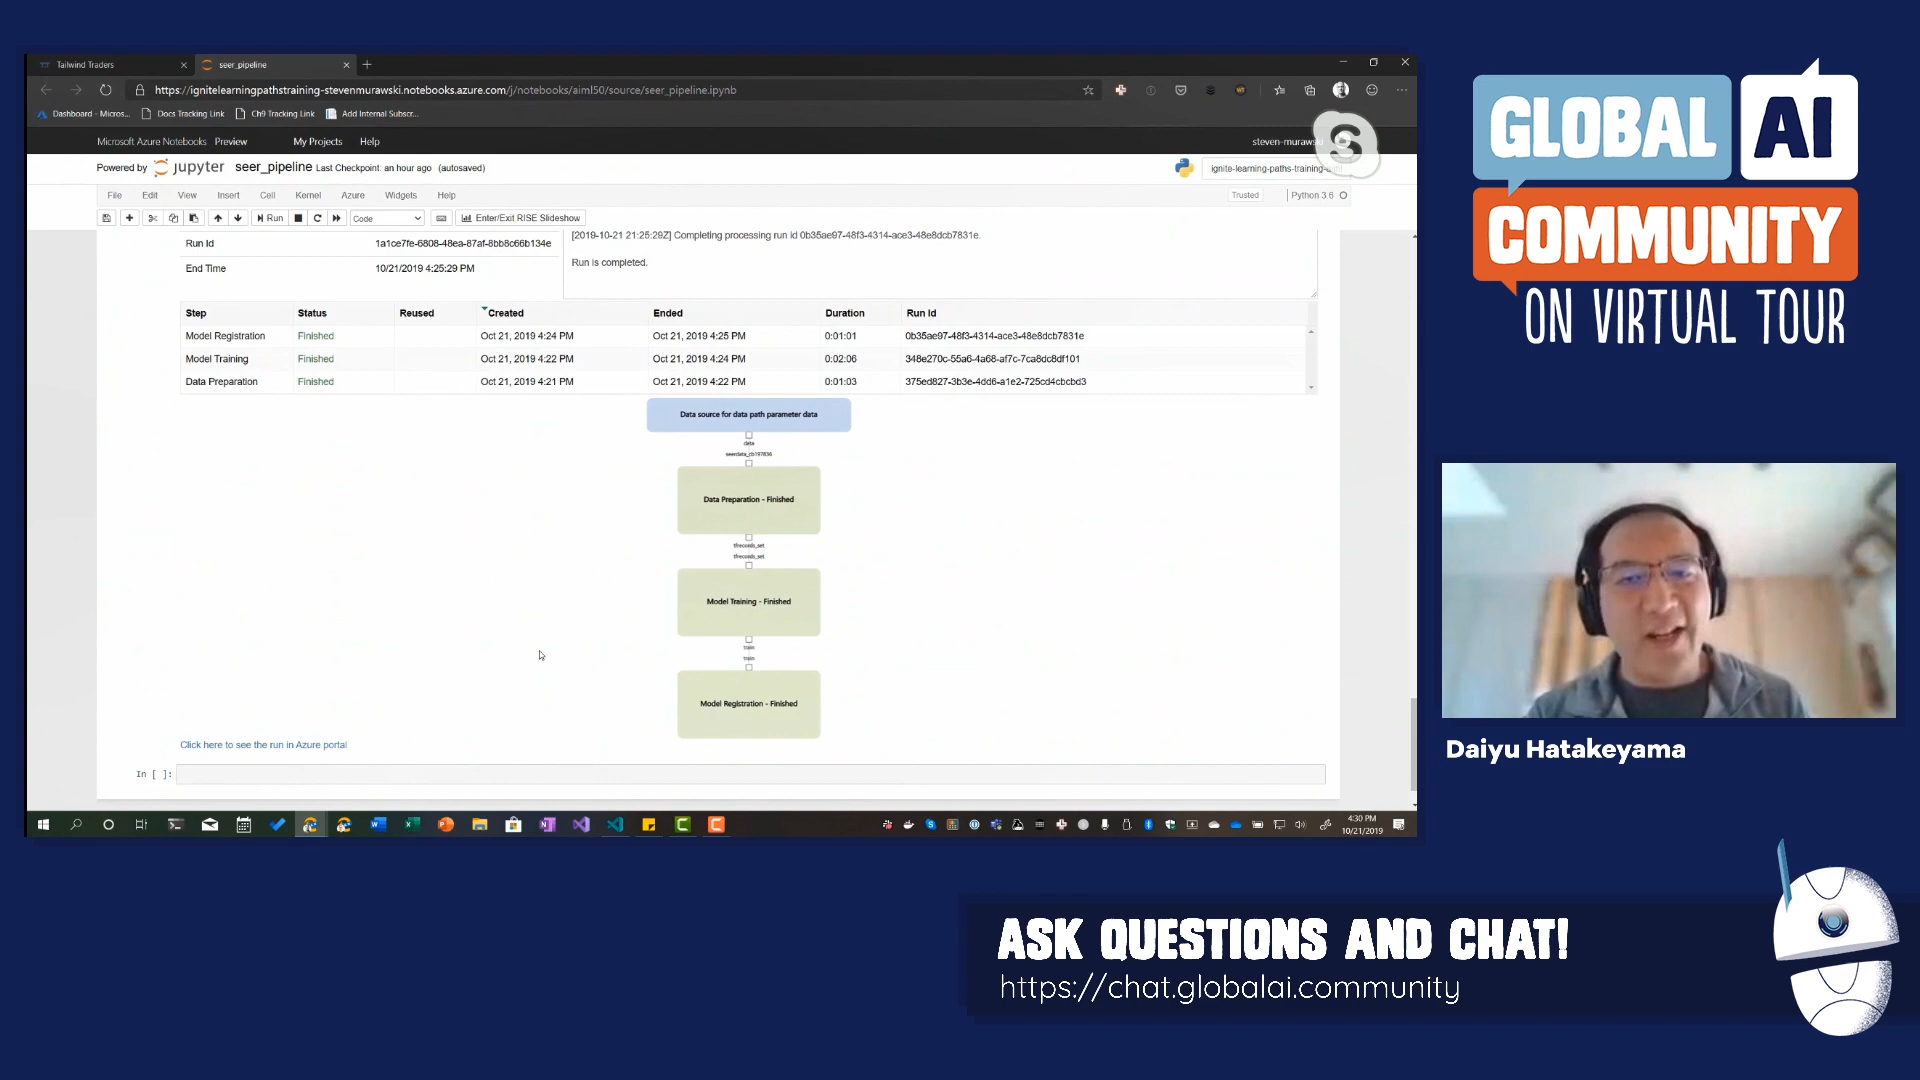 Tailwind Traders
seer_pipeline
https://ignitelearningpathstraining-stevenmurawski.notebooks.azure.com/j/notebooks/aiml50/source/seer_pipeline.ipynb
Dashboard - Micros...
Docs Tracking Link
Ch9 Tracking Link
Add Internal Subscr...
Microsoft Azure Notebooks Preview My Projects Help
steven-murawski
Powered by jupyter seer_pipeline Last Checkpoint: an hour ago (autosaved)
ignite-learning-paths-training-
File Edit View Insert Cell Kernel Azure Widgets Help
Trusted Python 3.6
Run Code Enter/Exit RISE Slideshow
Run Id 1a1ce7fe-6808-48ea-87af-8bb8c66b134e
End Time 10/21/2019 4:25:29 PM
[2019-10-21 21:25:29Z] Completing processing run id 0b35ae97-48f3-4314-ace3-48e8dcb7831e.
Run is completed.
Step Status Reused Created Ended Duration Run Id
Model Registration Finished Oct 21, 2019 4:24 PM Oct 21, 2019 4:25 PM 0:01:01 0b35ae97-48f3-4314-ace3-48e8dcb7831e
Model Training Finished Oct 21, 2019 4:22 PM Oct 21, 2019 4:24 PM 0:02:06 348e270c-55a6-4a68-af7c-7ca8dc8df101
Data Preparation Finished Oct 21, 2019 4:21 PM Oct 21, 2019 4:22 PM 0:01:03 375ed827-3b3e-4dd6-a1e2-725cd4cbcbd3
Data source for data path parameter data
data
Data Preparation - Finished
tfrecords_set
tfrecords_set
Model Training - Finished
train
train
Model Registration - Finished
Click here to see the run in Azure portal
In [ ]:
4:30 PM
10/21/2019
GLOBAL AI
COMMUNITY
ON VIRTUAL TOUR
Daiyu Hatakeyama
ASK QUESTIONS AND CHAT!
https://chat.globalai.community